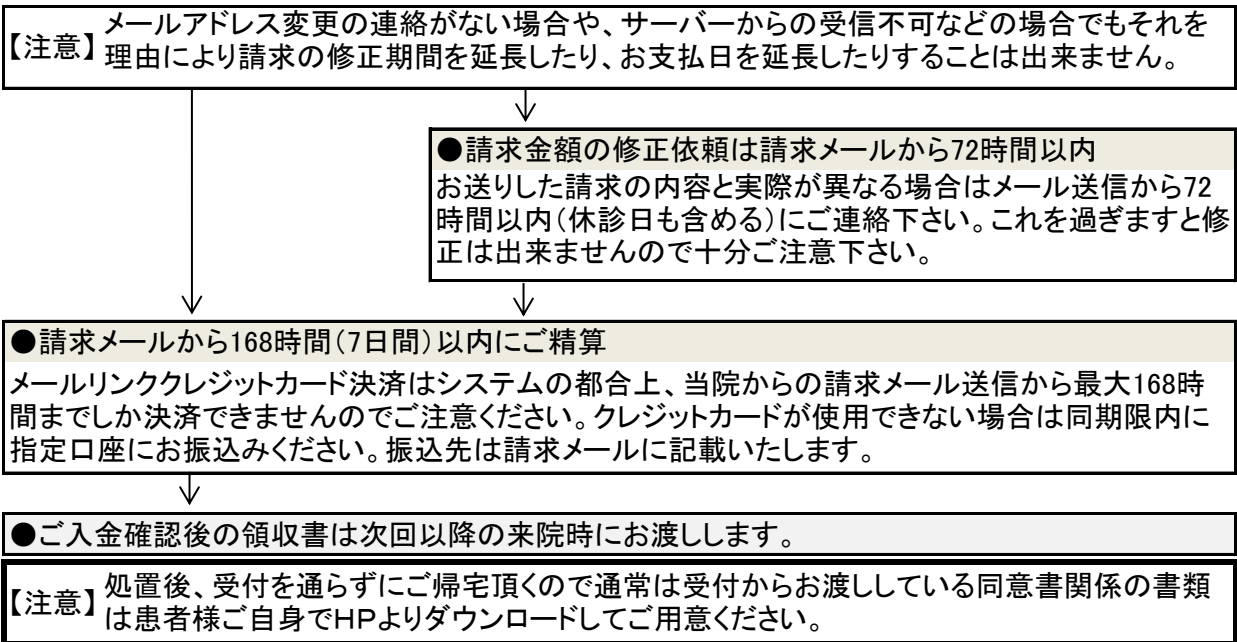 【注意】メールアドレス変更の連絡がない場合や、サーバーからの受信不可などの場合でもそれを
理由により請求の修正期間を延長したり、お支払日を延長したりすることは出来ません。
●請求金額の修正依頼は請求メールから72時間以内
お送りした請求の内容と実際が異なる場合はメール送信から72
時間以内（休診日も含める）にご連絡下さい。これを過ぎますと修
正は出来ませんので十分ご注意下さい。
●請求メールから168時間（7日間）以内にご精算
メールリンククレジットカード決済はシステムの都合上、当院からの請求メール送信から最大168時
間までしか決済できませんのでご注意ください。クレジットカードが使用できない場合は同期限内に
指定口座にお振込みください。振込先は請求メールに記載いたします。
●ご入金確認後の領収書は次回以降の来院時にお渡しします。
【注意】処置後、受付を通らずにご帰宅頂くので通常は受付からお渡ししている同意書関係の書類
は患者様ご自身でHPよりダウンロードしてご用意ください。